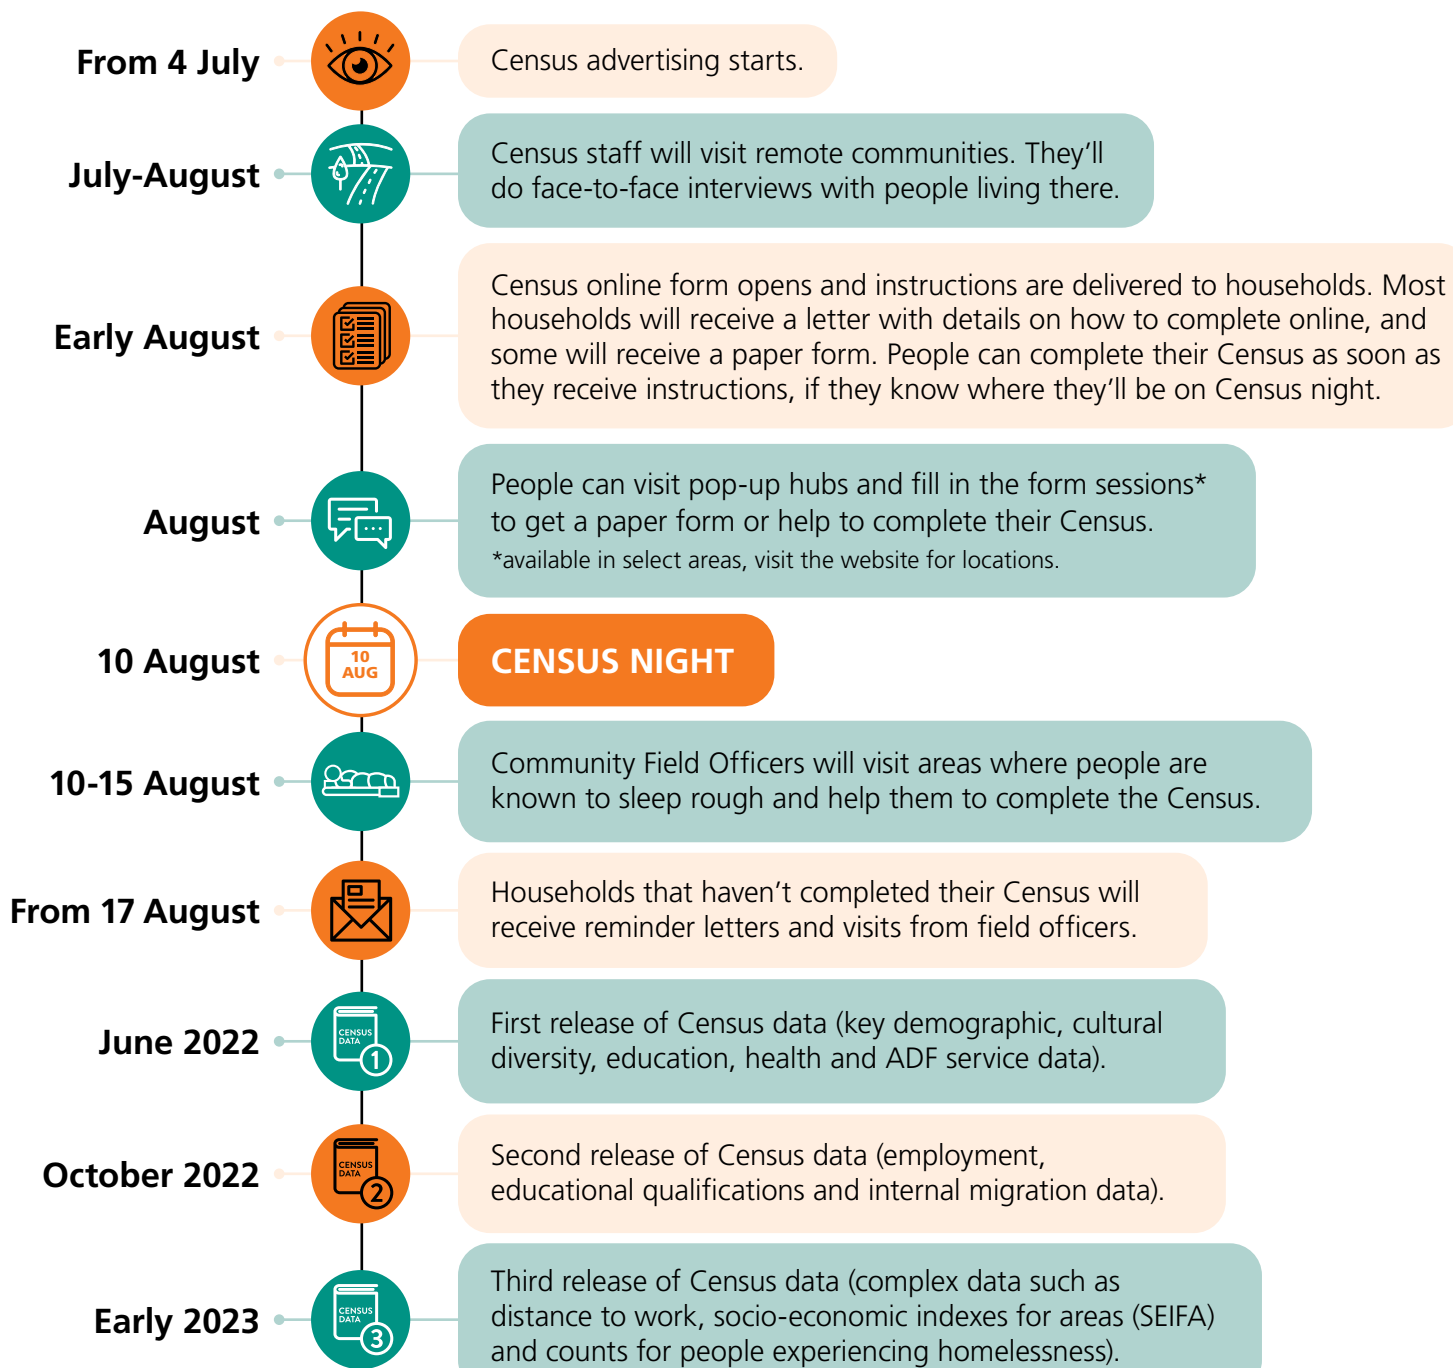 From 4 July
Census advertising starts.
July-August
Census staff will visit remote communities. They’ll
do face-to-face interviews with people living there.
Early August
Census online form opens and instructions are delivered to households. Most
households will receive a letter with details on how to complete online, and
some will receive a paper form. People can complete their Census as soon as
they receive instructions, if they know where they’ll be on Census night.
August
People can visit pop-up hubs and fill in the form sessions*
to get a paper form or help to complete their Census.
*available in select areas, visit the website for locations.
10 August
10
AUG
CENSUS NIGHT
10-15 August
Community Field Officers will visit areas where people are
known to sleep rough and help them to complete the Census.
From 17 August
Households that haven’t completed their Census will
receive reminder letters and visits from field officers.
June 2022
CENSUS
DATA
1
First release of Census data (key demographic, cultural
diversity, education, health and ADF service data).
October 2022
CENSUS
DATA
2
Second release of Census data (employment,
educational qualifications and internal migration data).
Early 2023
CENSUS
DATA
3
Third release of Census data (complex data such as
distance to work, socio-economic indexes for areas (SEIFA)
and counts for people experiencing homelessness).